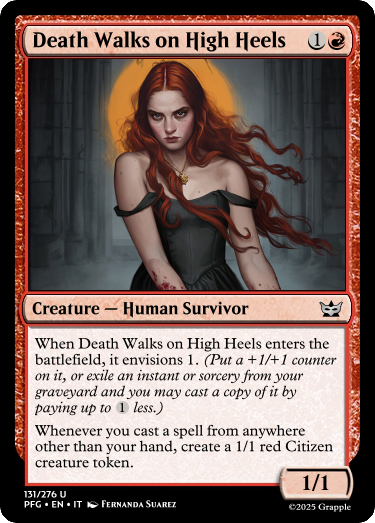 Death Walks on High Heels 1
Creature — Human Survivor
When Death Walks on High Heels enters the
battlefield, it envisions 1. (Put a +1/+1 counter
on it, or exile an instant or sorcery from your
graveyard and you may cast a copy of it by
paying up to 1 less.)
Whenever you cast a spell from anywhere
other than your hand, create a 1/1 red Citizen
creature token.
1/1
131/276 U
PFG • EN • IT Fernanda Suarez
©2025 Grapple